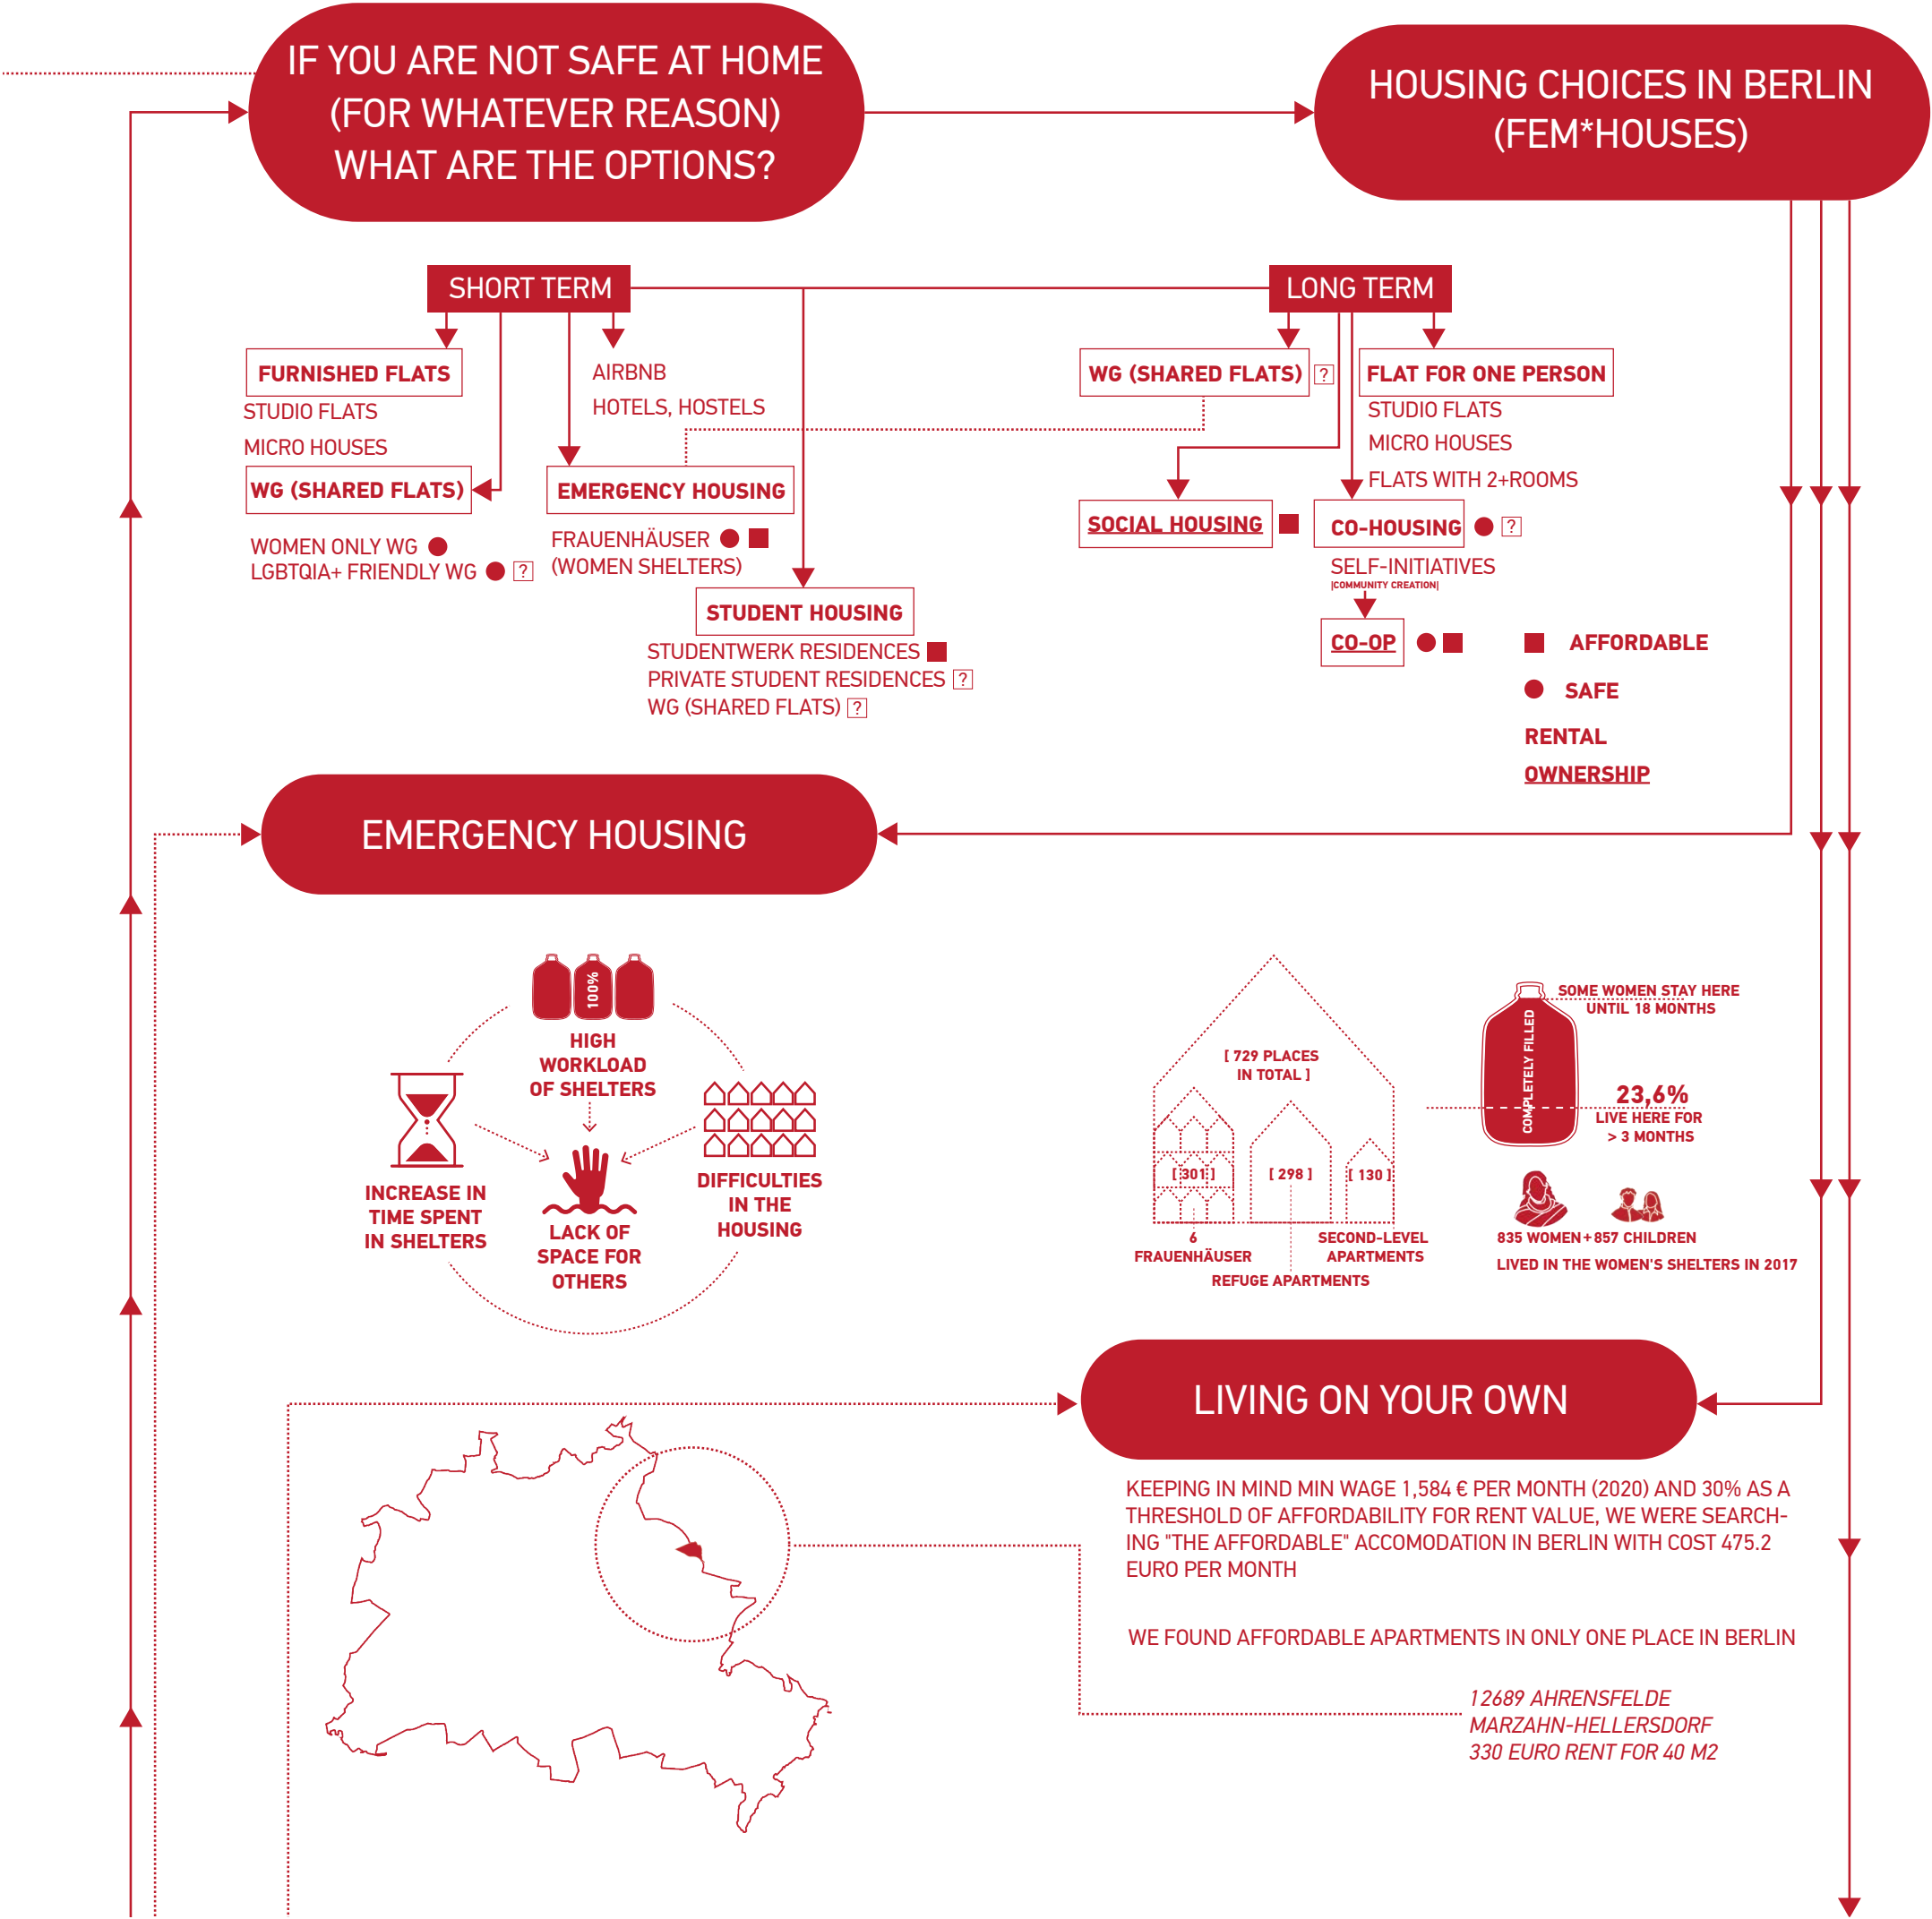 IF YOU ARE NOT SAFE AT HOME
(FOR WHATEVER REASON)
WHAT ARE THE OPTIONS?
HOUSING CHOICES IN BERLIN
(FEM*HOUSES)
SHORT TERM
FURNISHED FLATS
STUDIO FLATS
MICRO HOUSES
AIRBNB
HOTELS, HOSTELS
WG (SHARED FLATS)
WOMEN ONLY WG
LGBTQIA+ FRIENDLY WG ?
EMERGENCY HOUSING
FRAUENHÄUSER
(WOMEN SHELTERS)
STUDENT HOUSING
STUDENTWERK RESIDENCES
PRIVATE STUDENT RESIDENCES ?
WG (SHARED FLATS) ?
LONG TERM
WG (SHARED FLATS) ?
FLAT FOR ONE PERSON
STUDIO FLATS
MICRO HOUSES
FLATS WITH 2+ROOMS
SOCIAL HOUSING
CO-HOUSING ?
SELF-INITIATIVES
|COMMUNITY CREATION|
CO-OP
AFFORDABLE
SAFE
RENTAL
OWNERSHIP
EMERGENCY HOUSING
100%
HIGH
WORKLOAD
OF SHELTERS
INCREASE IN
TIME SPENT
IN SHELTERS
LACK OF
SPACE FOR
OTHERS
DIFFICULTIES
IN THE
HOUSING
[ 729 PLACES
IN TOTAL ]
[ 301 ]
[ 298 ]
[ 130 ]
6
FRAUENHÄUSER
REFUGE APARTMENTS
SECOND-LEVEL
APARTMENTS
COMPLETELY FILLED
SOME WOMEN STAY HERE
UNTIL 18 MONTHS
23,6%
LIVE HERE FOR
> 3 MONTHS
835 WOMEN+857 CHILDREN
LIVED IN THE WOMEN'S SHELTERS IN 2017
LIVING ON YOUR OWN
KEEPING IN MIND MIN WAGE 1,584 € PER MONTH (2020) AND 30% AS A
THRESHOLD OF AFFORDABILITY FOR RENT VALUE, WE WERE SEARCH-
ING "THE AFFORDABLE" ACCOMODATION IN BERLIN WITH COST 475.2
EURO PER MONTH
WE FOUND AFFORDABLE APARTMENTS IN ONLY ONE PLACE IN BERLIN
12689 AHRENSFELDE
MARZAHN-HELLERSDORF
330 EURO RENT FOR 40 M2